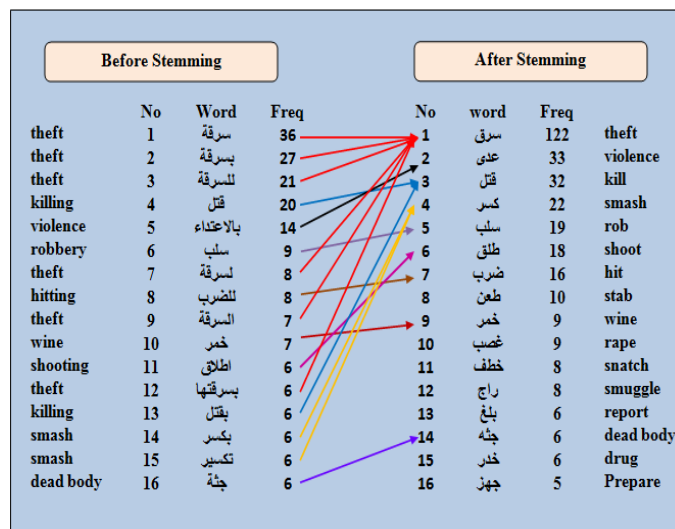 Before Stemming After Stemming
No Word Freq No word Freq
theft 1 سرقة 36 1 سرق 122 theft
theft 2 بسرقة 27 2 عدى 33 violence
theft 3 للسرقة 21 3 قتل 32 kill
killing 4 قتل 20 4 كسر 22 smash
violence 5 بالاعتداء 14 5 سلب 19 rob
robbery 6 سلب 9 6 طلق 18 shoot
theft 7 لسرقة 8 7 ضرب 16 hit
hitting 8 للضرب 8 8 طعن 10 stab
theft 9 السرقة 7 9 خمر 9 wine
wine 10 خمر 7 10 غصب 9 rape
shooting 11 اطلاق 6 11 خطف 8 snatch
theft 12 بسرقتها 6 12 راج 8 smuggle
killing 13 بقتل 6 13 بلغ 6 report
smash 14 بكسر 6 14 جثه 6 dead body
smash 15 تكسير 6 15 خدر 6 drug
dead body 16 جثة 6 16 جهز 5 Prepare